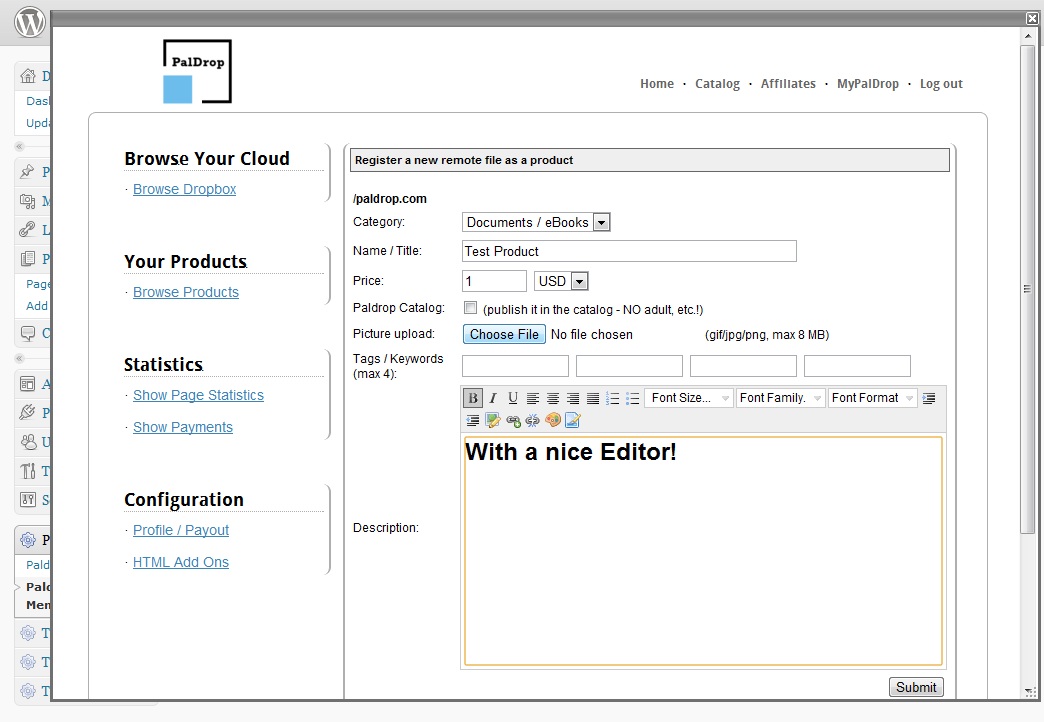 PalDrop
Home · Catalog · Affiliates · MyPalDrop · Log out
Dasl
Upda
Page
Add
Pald
Palc
Men
Browse Your Cloud
· Browse Dropbox
Your Products
· Browse Products
Statistics
· Show Page Statistics
· Show Payments
Configuration
· Profile / Payout
· HTML Add Ons
Register a new remote file as a product
/paldrop.com
Category: Documents / eBooks
Name / Title: Test Product
Price: 1 USD
Paldrop Catalog: (publish it in the catalog - NO adult, etc.!)
Picture upload: Choose File No file chosen (gif/jpg/png, max 8 MB)
Tags / Keywords
(max 4):
B I U Font Size... Font Family. Font Format
With a nice Editor!
Description:
Submit